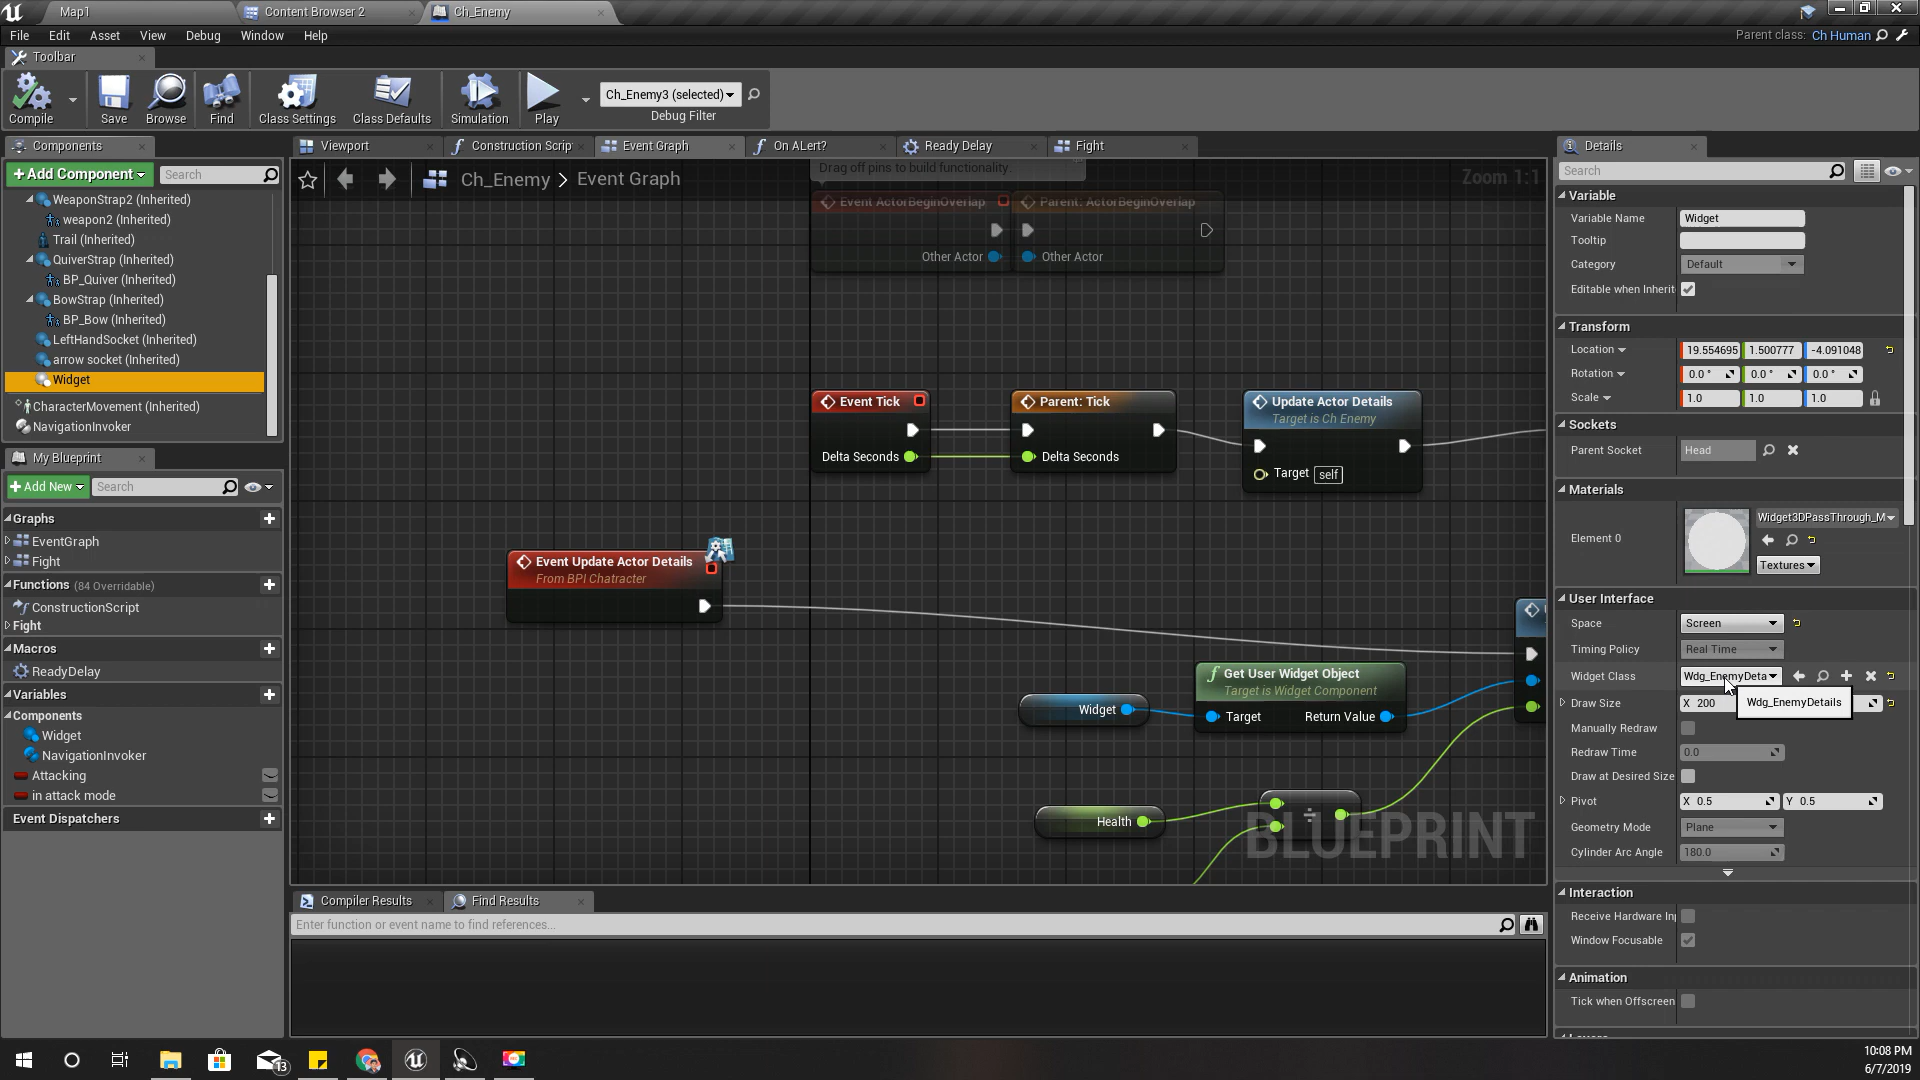 Map1
Content Browser 2
Ch_Enemy
File Edit Asset View Debug Window Help
Parent class: Ch Human
Toolbar
Compile
Save
Browse
Find
Class Settings
Class Defaults
Simulation
Play
Ch_Enemy3 (selected)
Debug Filter
Components
+Add Component
Search
WeaponStrap2 (Inherited)
weapon2 (Inherited)
Trail (Inherited)
QuiverStrap (Inherited)
BP_Quiver (Inherited)
BowStrap (Inherited)
BP_Bow (Inherited)
LeftHandSocket (Inherited)
arrow socket (Inherited)
Widget
CharacterMovement (Inherited)
NavigationInvoker
My Blueprint
+Add New
Search
Graphs
EventGraph
Fight
Functions (84 Overridable)
ConstructionScript
Fight
Macros
ReadyDelay
Variables
Components
Widget
NavigationInvoker
Attacking
in attack mode
Event Dispatchers
Viewport
Construction Scrip
Event Graph
On ALert?
Ready Delay
Fight
Ch_Enemy > Event Graph
Zoom 1:1
Drag off pins to build functionality.
Event ActorBeginOverlap
Other Actor
Parent: ActorBeginOverlap
Other Actor
Event Tick
Delta Seconds
Parent: Tick
Delta Seconds
Update Actor Details
Target is Ch Enemy
Target self
Event Update Actor Details
From BPI Chatracter
Get User Widget Object
Target is Widget Component
Widget
Target Return Value
Health
÷
BLUEPRINT
Compiler Results
Find Results
Enter function or event name to find references...
Details
Search
Variable
Variable Name Widget
Tooltip
Category Default
Editable when Inherit
Transform
Location 19.554695 1.500777 -4.091048
Rotation 0.0 ° 0.0 ° 0.0 °
Scale 1.0 1.0 1.0
Sockets
Parent Socket Head
Materials
Element 0
Widget3DPassThrough_M
Textures
User Interface
Space Screen
Timing Policy Real Time
Widget Class Wdg_EnemyDeta
Draw Size X 200
Wdg_EnemyDetails
Manually Redraw
Redraw Time 0.0
Draw at Desired Size
Pivot X 0.5 Y 0.5
Geometry Mode Plane
Cylinder Arc Angle 180.0
Interaction
Receive Hardware Inp
Window Focusable
Animation
Tick when Offscreen
13
10:08 PM
6/7/2019